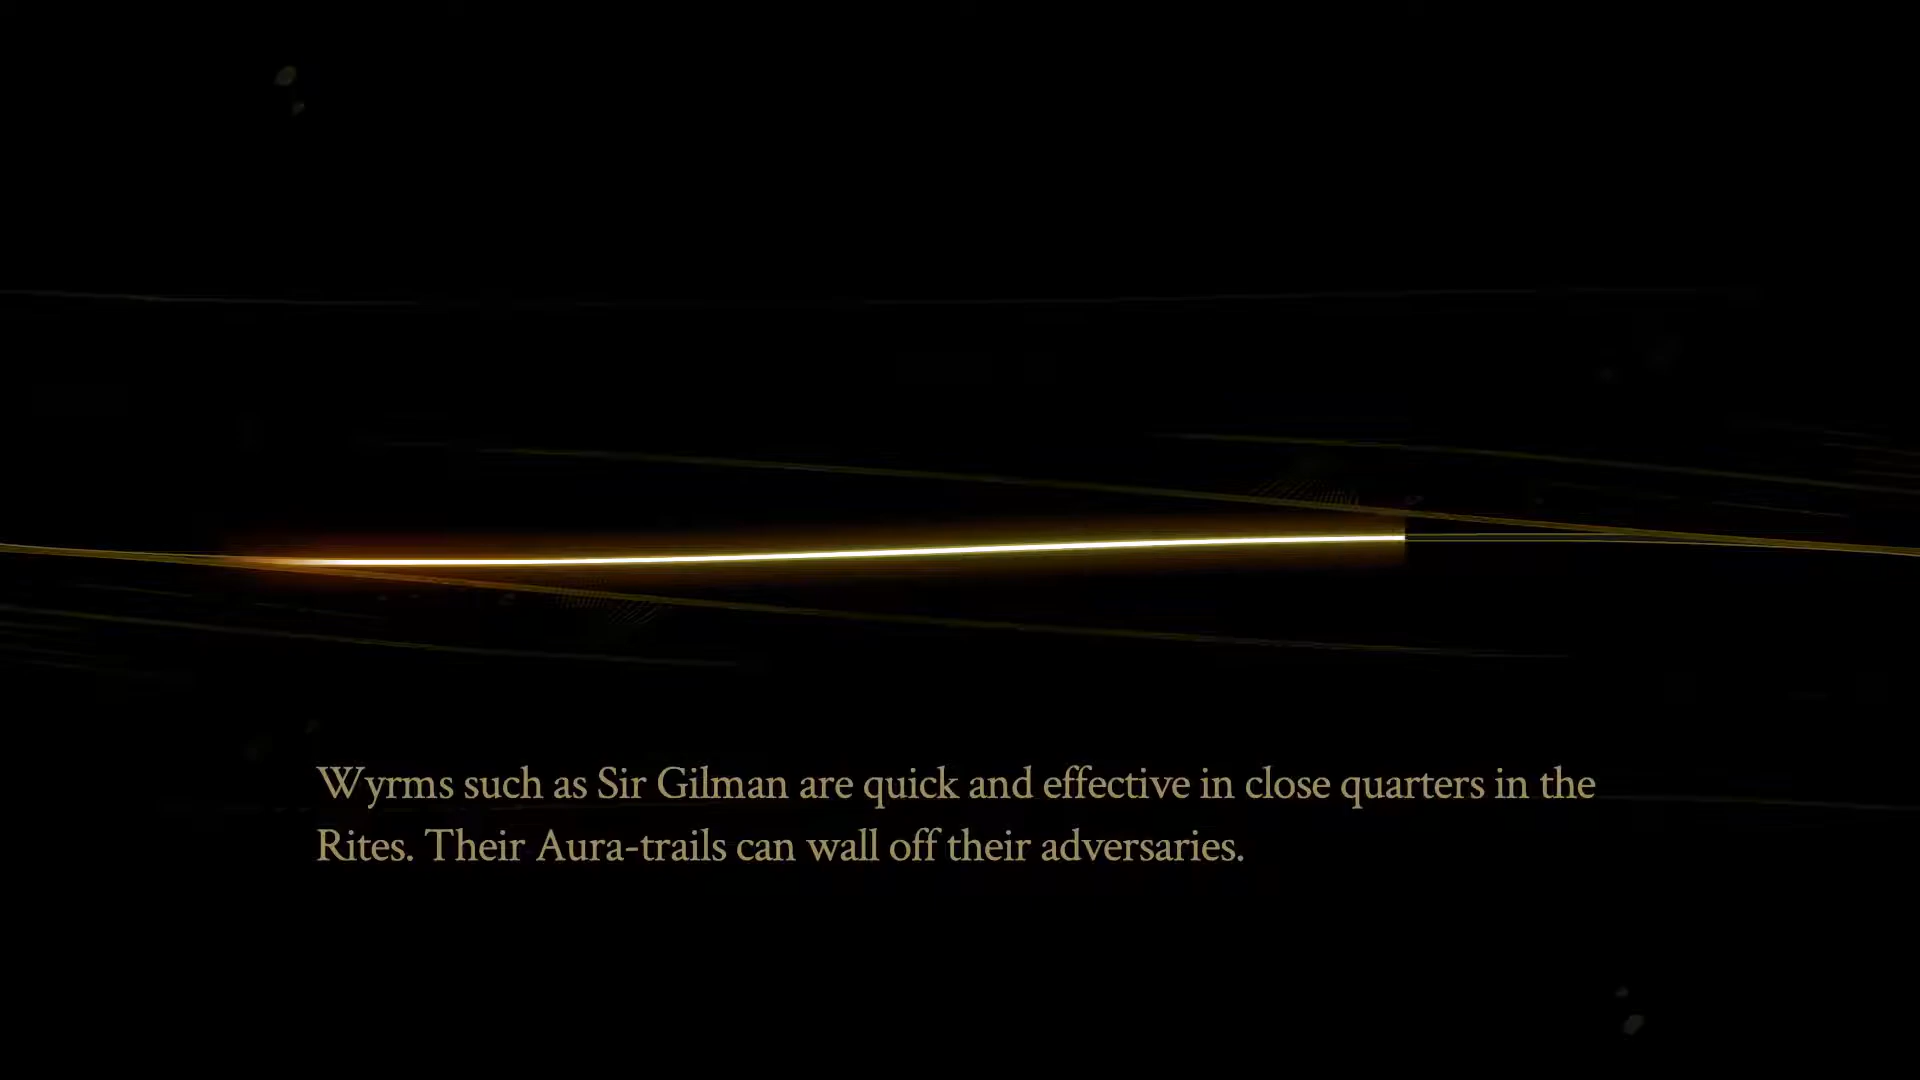 Wyrms such as Sir Gilman are quick and effective in close quarters in the
Rites. Their Aura-trails can wall off their adversaries.